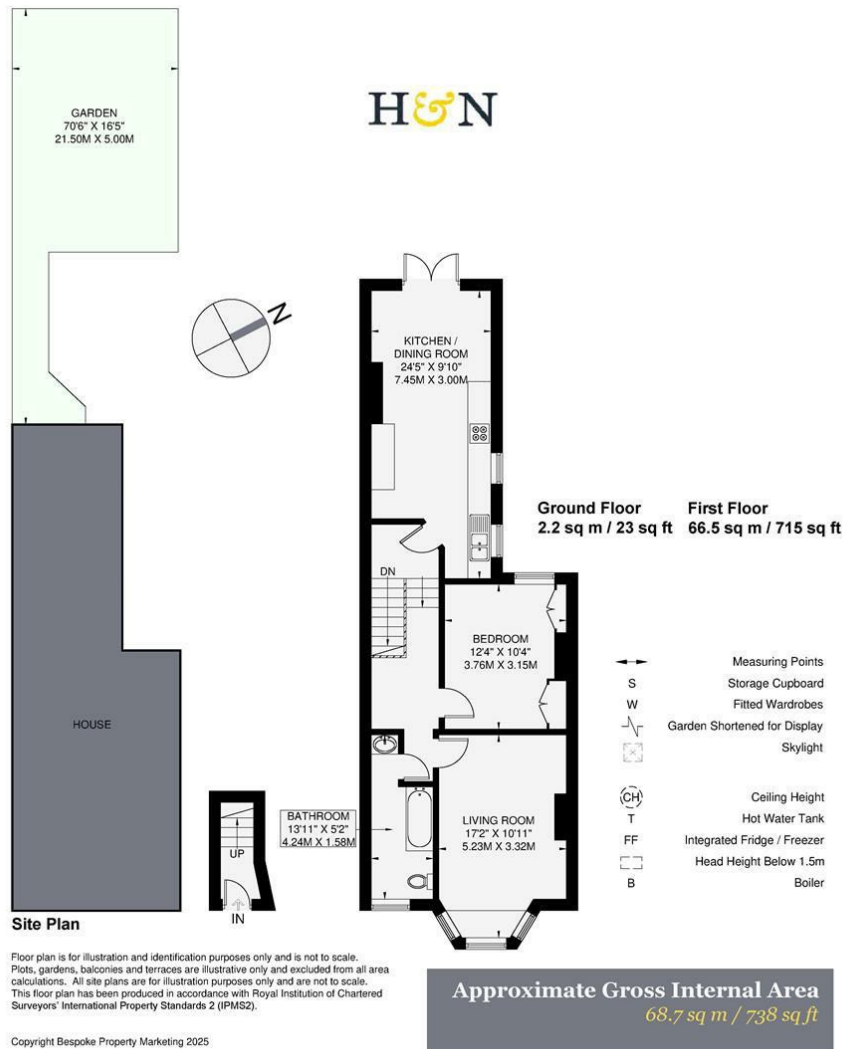 H&N
GARDEN
70'6" X 16'5"
21.50M X 5.00M
N
KITCHEN /
DINING ROOM
24'5" X 9'10"
7.45M X 3.00M
Ground Floor
2.2 sq m / 23 sq ft
First Floor
66.5 sq m / 715 sq ft
DN
BEDROOM
12'4" X 10'4"
3.76M X 3.15M
HOUSE
BATHROOM
13'11" X 5'2"
4.24M X 1.58M
LIVING ROOM
17'2" X 10'11"
5.23M X 3.32M
UP
IN
Measuring Points
S Storage Cupboard
W Fitted Wardrobes
Garden Shortened for Display
Skylight
CH Ceiling Height
T Hot Water Tank
FF Integrated Fridge / Freezer
Head Height Below 1.5m
B Boiler
Site Plan
Floor plan is for illustration and identification purposes only and is not to scale.
Plots, gardens, balconies and terraces are illustrative only and excluded from all area
calculations. All site plans are for illustration purposes only and are not to scale.
This floor plan has been produced in accordance with Royal Institution of Chartered
Surveyors' International Property Standards 2 (IPMS2).
Copyright Bespoke Property Marketing 2025
Approximate Gross Internal Area
68.7 sq m / 738 sq ft